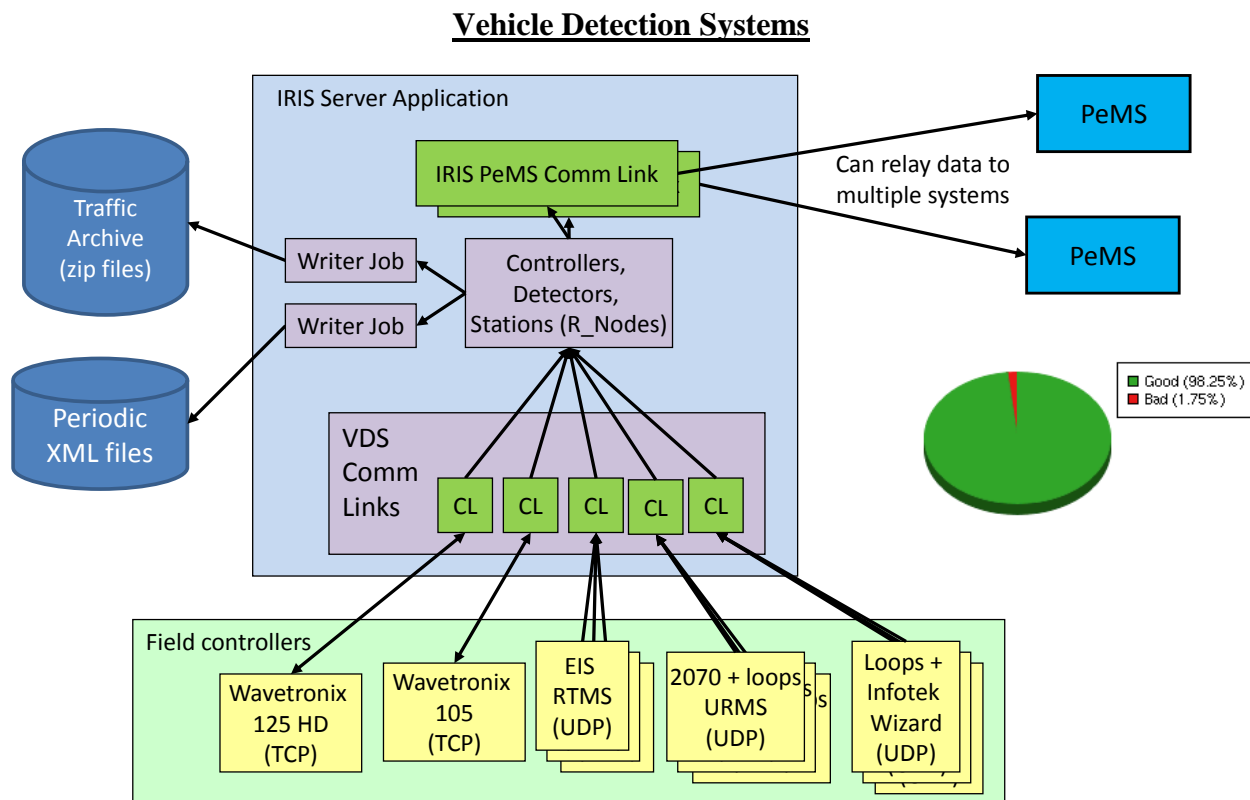 Vehicle Detection Systems
IRIS Server Application
IRIS PeMS Comm Link
PeMS
Can relay data to
multiple systems
PeMS
Traffic
Archive
(zip files)
Writer Job
Writer Job
Controllers,
Detectors,
Stations (R_Nodes)
Periodic
XML files
Good (98.25%)
Bad (1.75%)
VDS
Comm
Links
CL
CL
CL
CL
CL
Field controllers
Wavetronix
125 HD
(TCP)
Wavetronix
105
(TCP)
EIS
RTMS
(UDP)
2070 + loops
URMS
(UDP)
Loops +
Infotek
Wizard
(UDP)